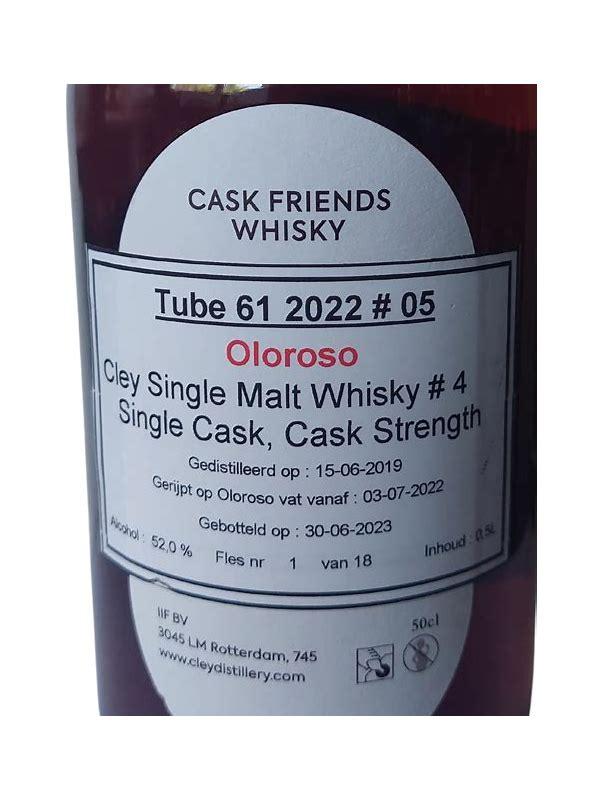 CASK FRIENDS
WHISKY
Tube 61 2022 # 05
Oloroso
Cley Single Malt Whisky # 4
Single Cask, Cask Strength
Gedistilleerd op : 15-06-2019
Gerijpt op Oloroso vat vanaf : 03-07-2022
Gebotteld op : 30-06-2023
Alcohol : 52,0 % Fles nr 1 van 18 Inhoud : 0,5L
IIF BV
3045 LM Rotterdam, 745
www.cleydistillery.com
50cl